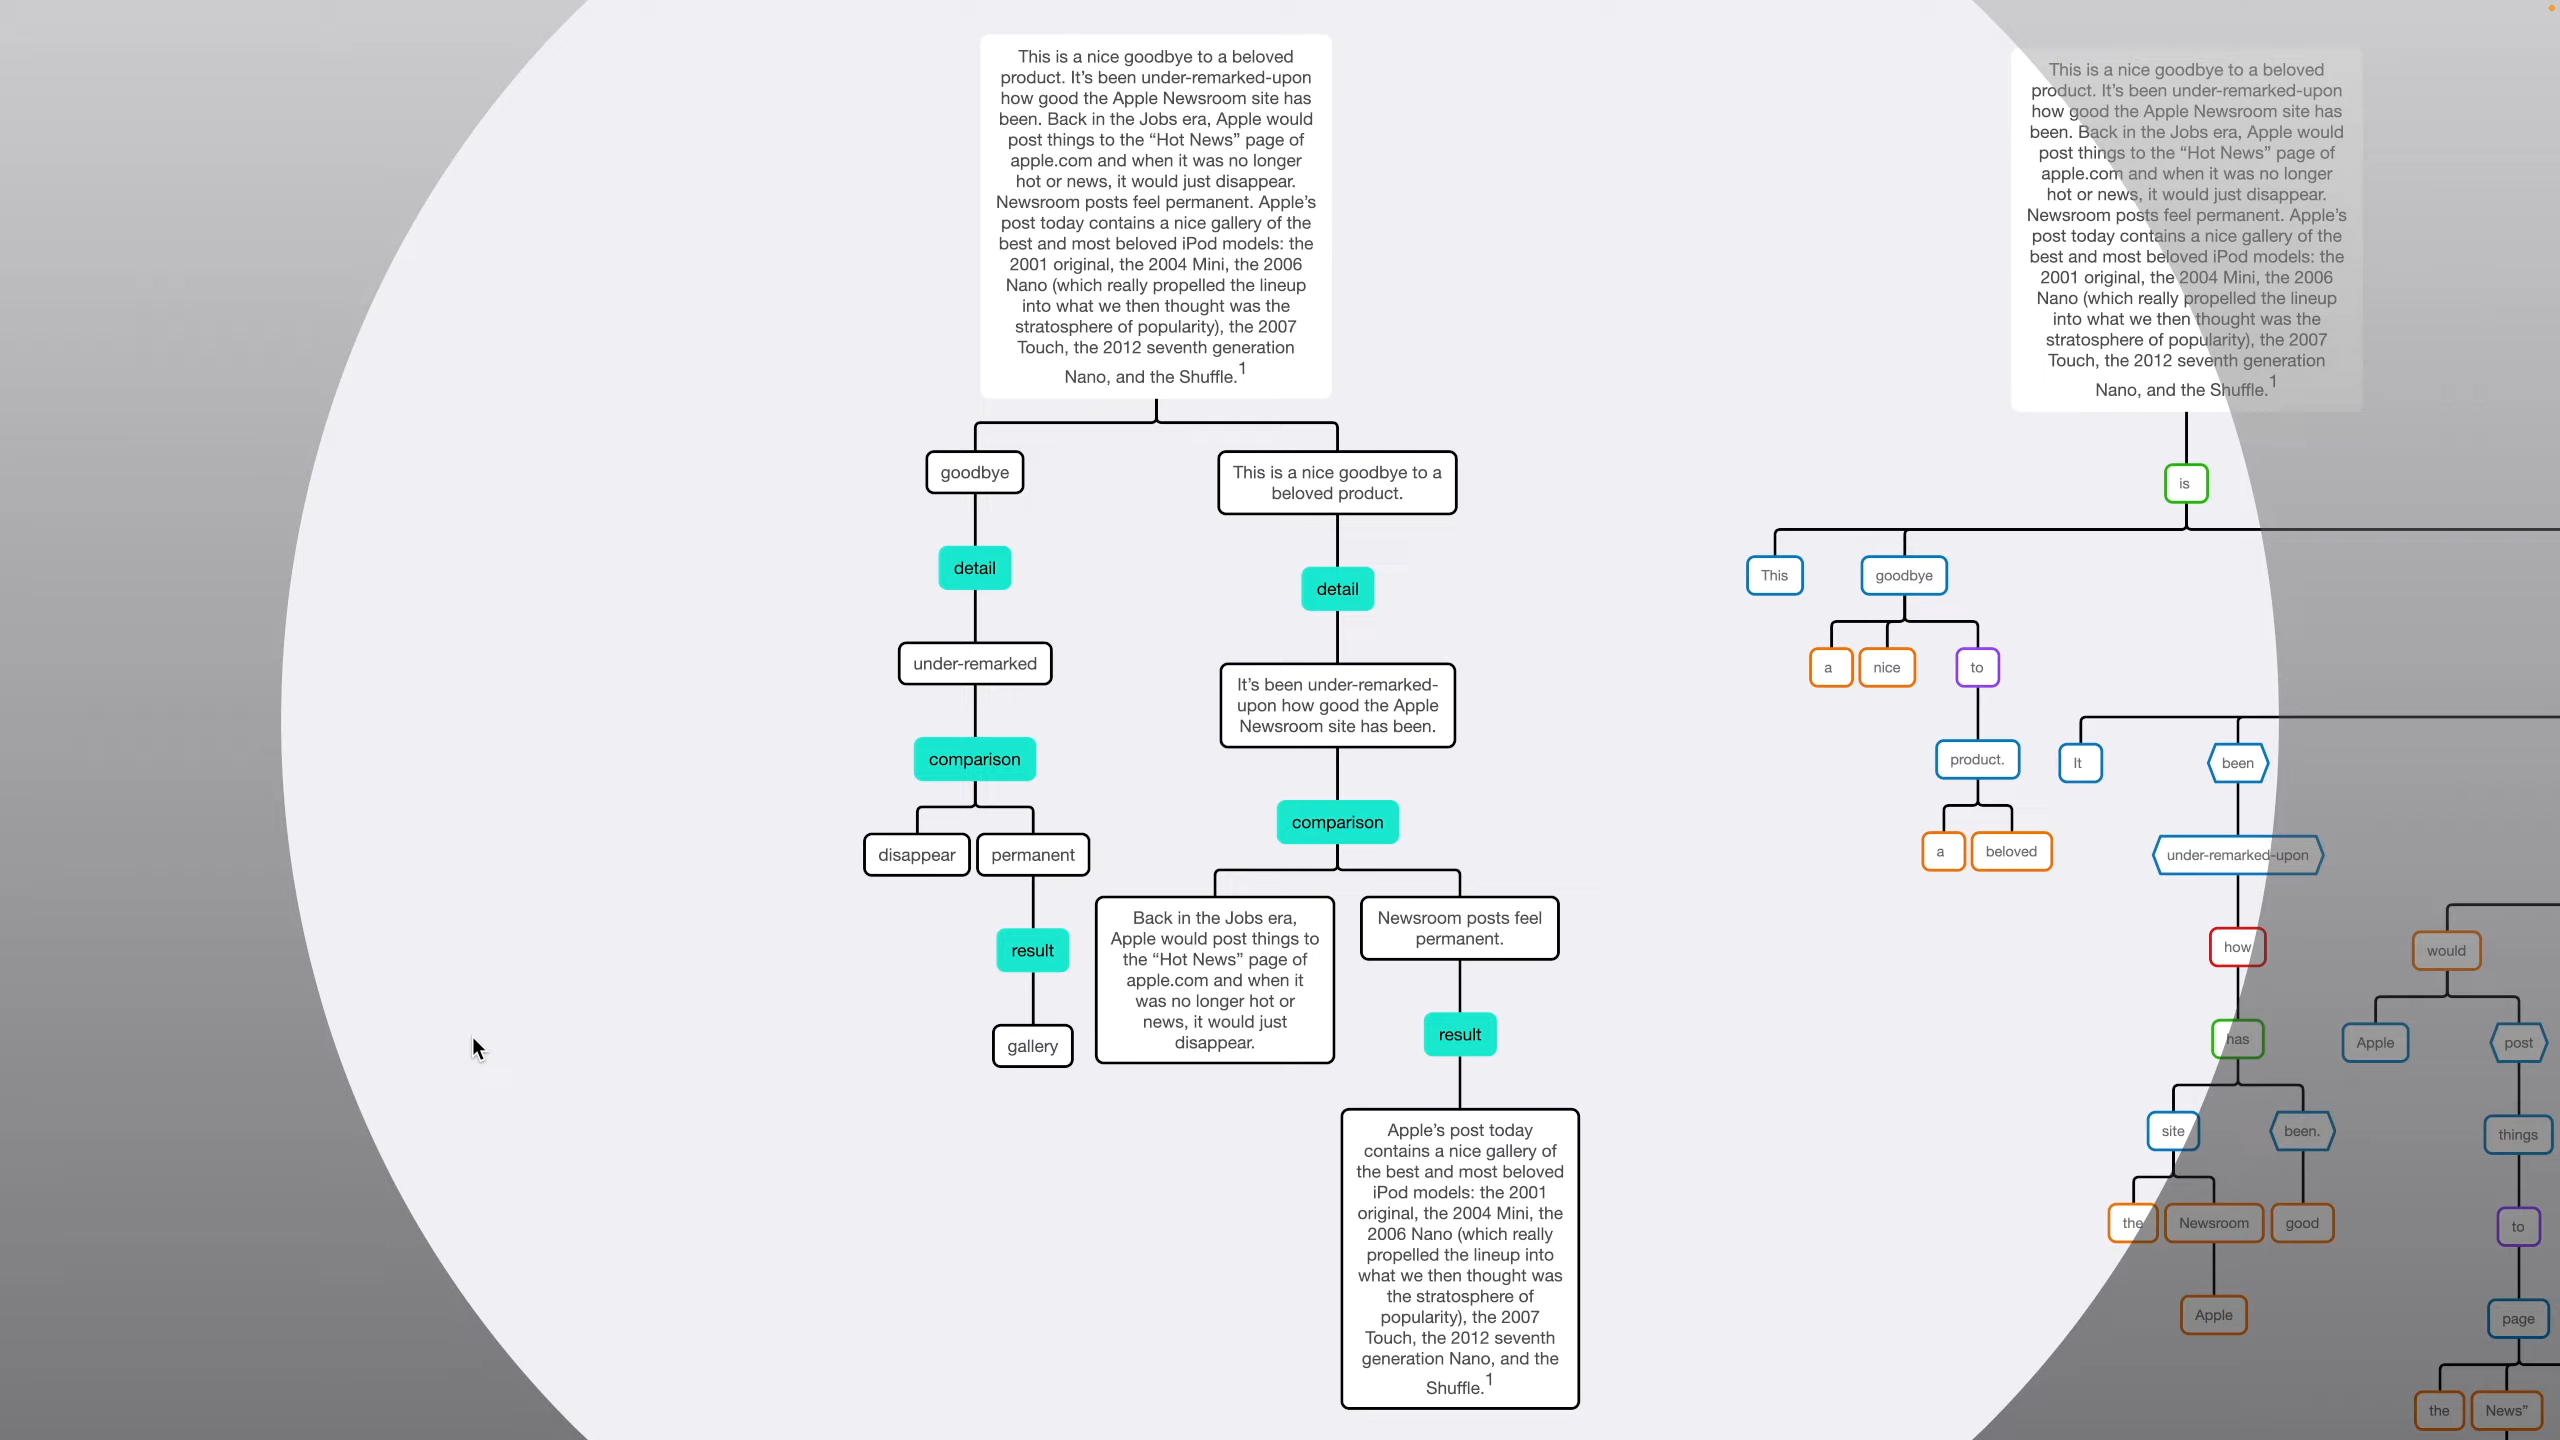 This is a nice goodbye to a beloved
product. It’s been under-remarked-upon
how good the Apple Newsroom site has
been. Back in the Jobs era, Apple would
post things to the “Hot News” page of
apple.com and when it was no longer
hot or news, it would just disappear.
Newsroom posts feel permanent. Apple’s
post today contains a nice gallery of the
best and most beloved iPod models: the
2001 original, the 2004 Mini, the 2006
Nano (which really propelled the lineup
into what we then thought was the
stratosphere of popularity), the 2007
Touch, the 2012 seventh generation
Nano, and the Shuffle.1
goodbye
detail
under-remarked
comparison
disappear
permanent
result
gallery
This is a nice goodbye to a
beloved product.
detail
It’s been under-remarked-
upon how good the Apple
Newsroom site has been.
comparison
Back in the Jobs era,
Apple would post things to
the “Hot News” page of
apple.com and when it
was no longer hot or
news, it would just
disappear.
Newsroom posts feel
permanent.
result
Apple’s post today
contains a nice gallery of
the best and most beloved
iPod models: the 2001
original, the 2004 Mini, the
2006 Nano (which really
propelled the lineup into
what we then thought was
the stratosphere of
popularity), the 2007
Touch, the 2012 seventh
generation Nano, and the
Shuffle.1
This is a nice goodbye to a beloved
product. It’s been under-remarked-upon
how good the Apple Newsroom site has
been. Back in the Jobs era, Apple would
post things to the “Hot News” page of
apple.com and when it was no longer
hot or news, it would just disappear.
Newsroom posts feel permanent. Apple’s
post today contains a nice gallery of the
best and most beloved iPod models: the
2001 original, the 2004 Mini, the 2006
Nano (which really propelled the lineup
into what we then thought was the
stratosphere of popularity), the 2007
Touch, the 2012 seventh generation
Nano, and the Shuffle.1
is
This
goodbye
a
nice
to
product.
a
beloved
It
been
under-remarked-upon
how
has
site
been.
the
Newsroom
good
Apple
would
Apple
post
things
to
page
the
News”